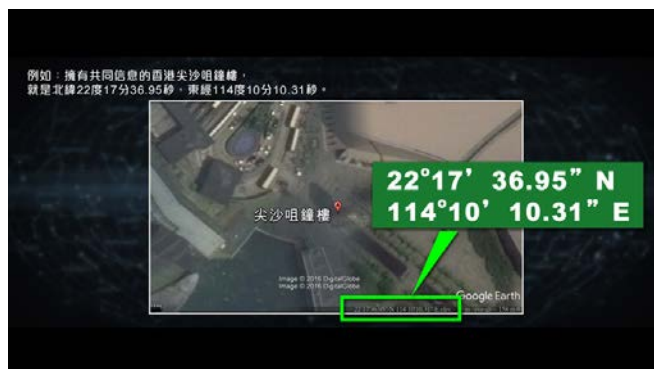 例如：擁有共同信息的香港尖沙咀鐘樓，
就是北緯22度17分36.95秒，東經114度10分10.31秒。
22°17’ 36.95” N
114°10’ 10.31” E
尖沙咀鐘樓
Image © 2016 DigitalGlobe
Image © 2016 DigitalGlobe
Google Earth